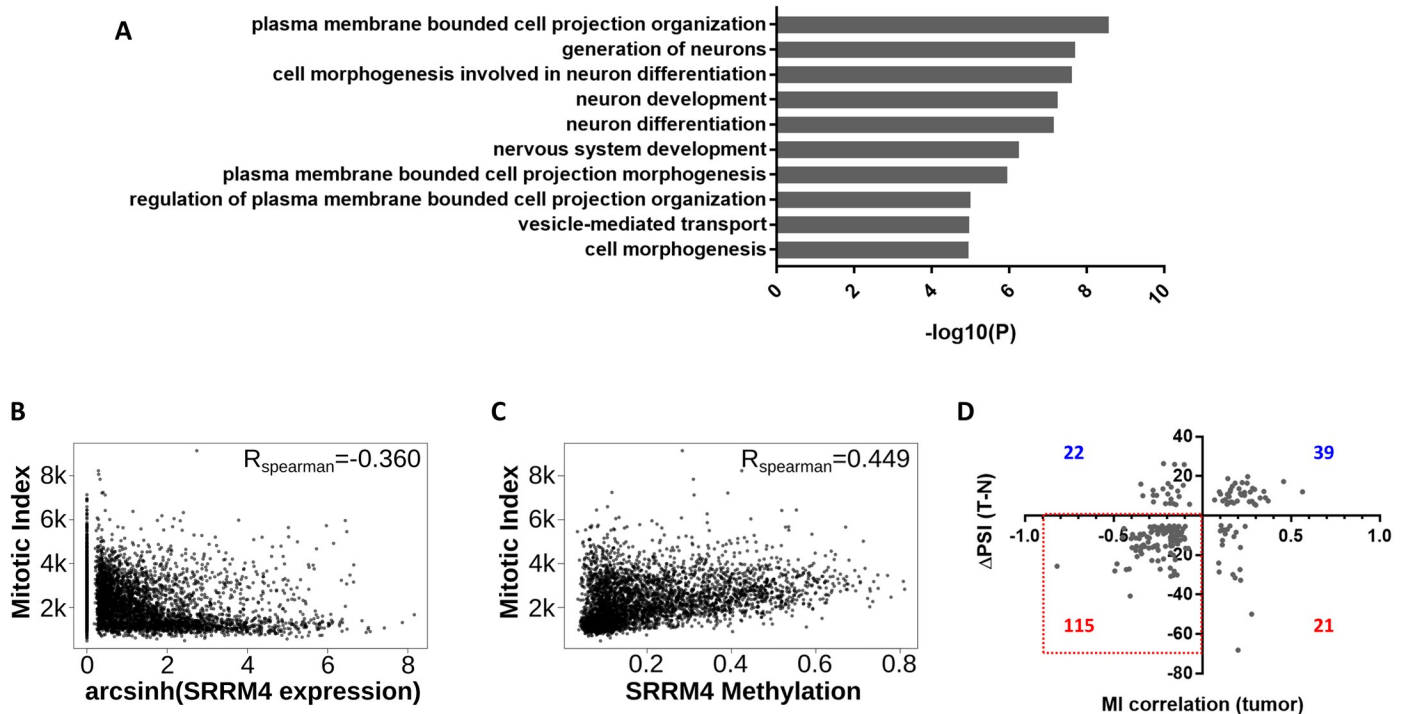 A
plasma membrane bounded cell projection organization
generation of neurons
cell morphogenesis involved in neuron differentiation
neuron development
neuron differentiation
nervous system development
plasma membrane bounded cell projection morphogenesis
regulation of plasma membrane bounded cell projection organization
vesicle-mediated transport
cell morphogenesis
0 2 4 6 8 10
-log10(P)
B
Mitotic Index
8k
6k
4k
2k
Rspearman=-0.360
0 2 4 6 8
arcsinh(SRRM4 expression)
C
Mitotic Index
8k
6k
4k
2k
Rspearman=0.449
0.2 0.4 0.6 0.8
SRRM4 Methylation
D
ΔPSI (T-N)
40
22 39
20
-1.0 -0.5 0.5 1.0
-20
-40
115 21
-60
-80
MI correlation (tumor)